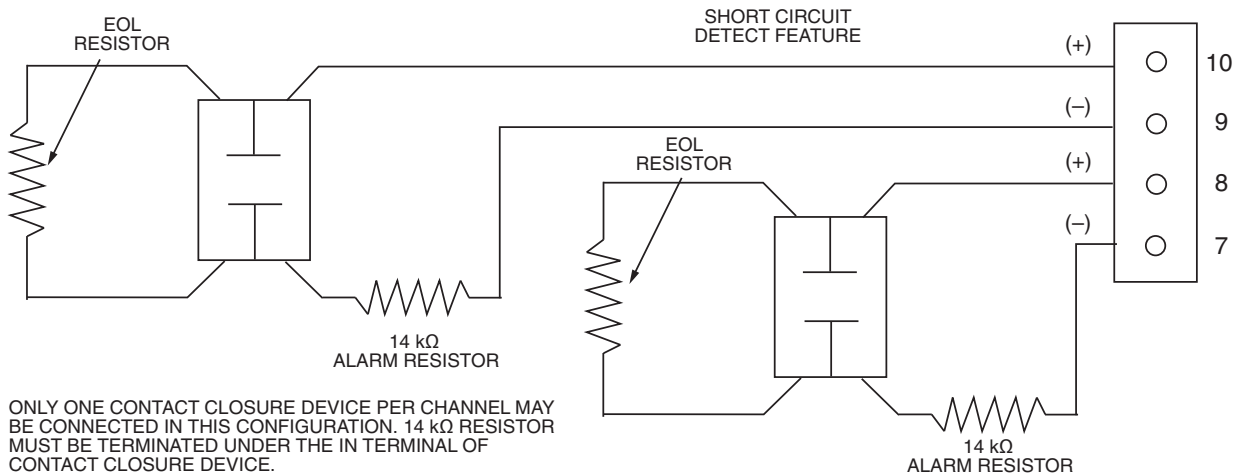 EOL
RESISTOR
SHORT CIRCUIT
DETECT FEATURE
(+)
10
(–)
9
EOL
RESISTOR
(+)
8
(–)
7
14 kΩ
ALARM RESISTOR
ONLY ONE CONTACT CLOSURE DEVICE PER CHANNEL MAY
BE CONNECTED IN THIS CONFIGURATION. 14 kΩ RESISTOR
MUST BE TERMINATED UNDER THE IN TERMINAL OF
CONTACT CLOSURE DEVICE.
14 kΩ
ALARM RESISTOR